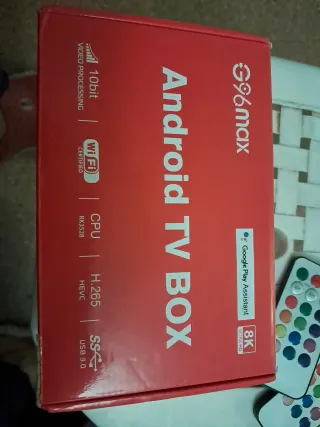 G96max
Android TV BOX
Google Play Assistant
8K
10bit
VIDEO PROCESSING
WiFi
CERTIFIED
CPU
RK3528
H.265
HEVC
SS
USB 3.0